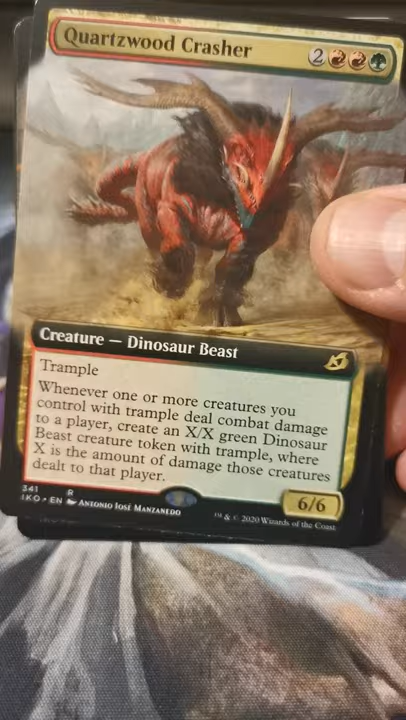 Quartzwood Crasher 2
Creature — Dinosaur Beast
Trample
Whenever one or more creatures you
control with trample deal combat damage
to a player, create an X/X green Dinosaur
Beast creature token with trample, where
X is the amount of damage those creatures
dealt to that player.
6/6
341 R
IKO • EN Antonio José Manzanedo
™ & © 2020 Wizards of the Coast